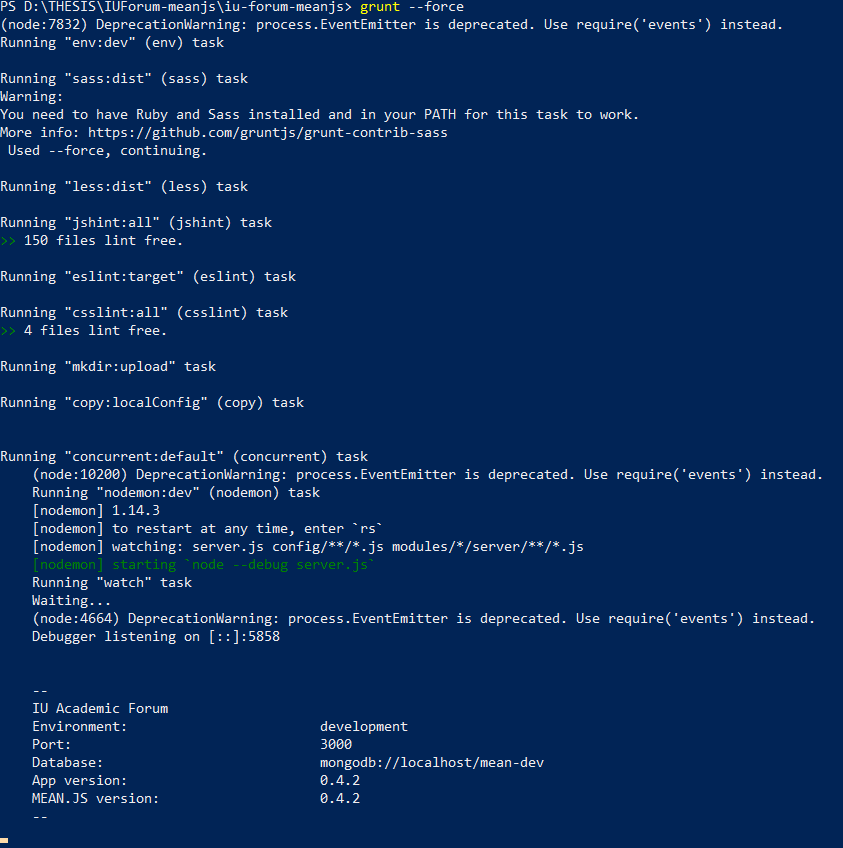 PS D:\THESIS\IUForum-meanjs\iu-forum-meanjs> grunt --force
(node:7832) DeprecationWarning: process.EventEmitter is deprecated. Use require('events') instead.
Running "env:dev" (env) task
Running "sass:dist" (sass) task
Warning:
You need to have Ruby and Sass installed and in your PATH for this task to work.
More info: https://github.com/gruntjs/grunt-contrib-sass
Used --force, continuing.
Running "less:dist" (less) task
Running "jshint:all" (jshint) task
>> 150 files lint free.
Running "eslint:target" (eslint) task
Running "csslint:all" (csslint) task
>> 4 files lint free.
Running "mkdir:upload" task
Running "copy:localConfig" (copy) task
Running "concurrent:default" (concurrent) task
(node:10200) DeprecationWarning: process.EventEmitter is deprecated. Use require('events') instead.
Running "nodemon:dev" (nodemon) task
[nodemon] 1.14.3
[nodemon] to restart at any time, enter `rs`
[nodemon] watching: server.js config/**/*.js modules/*/server/**/*.js
[nodemon] starting `node --debug server.js`
Running "watch" task
Waiting...
(node:4664) DeprecationWarning: process.EventEmitter is deprecated. Use require('events') instead.
Debugger listening on [::]:5858
--
IU Academic Forum
Environment: development
Port: 3000
Database: mongodb://localhost/mean-dev
App version: 0.4.2
MEAN.JS version: 0.4.2
--